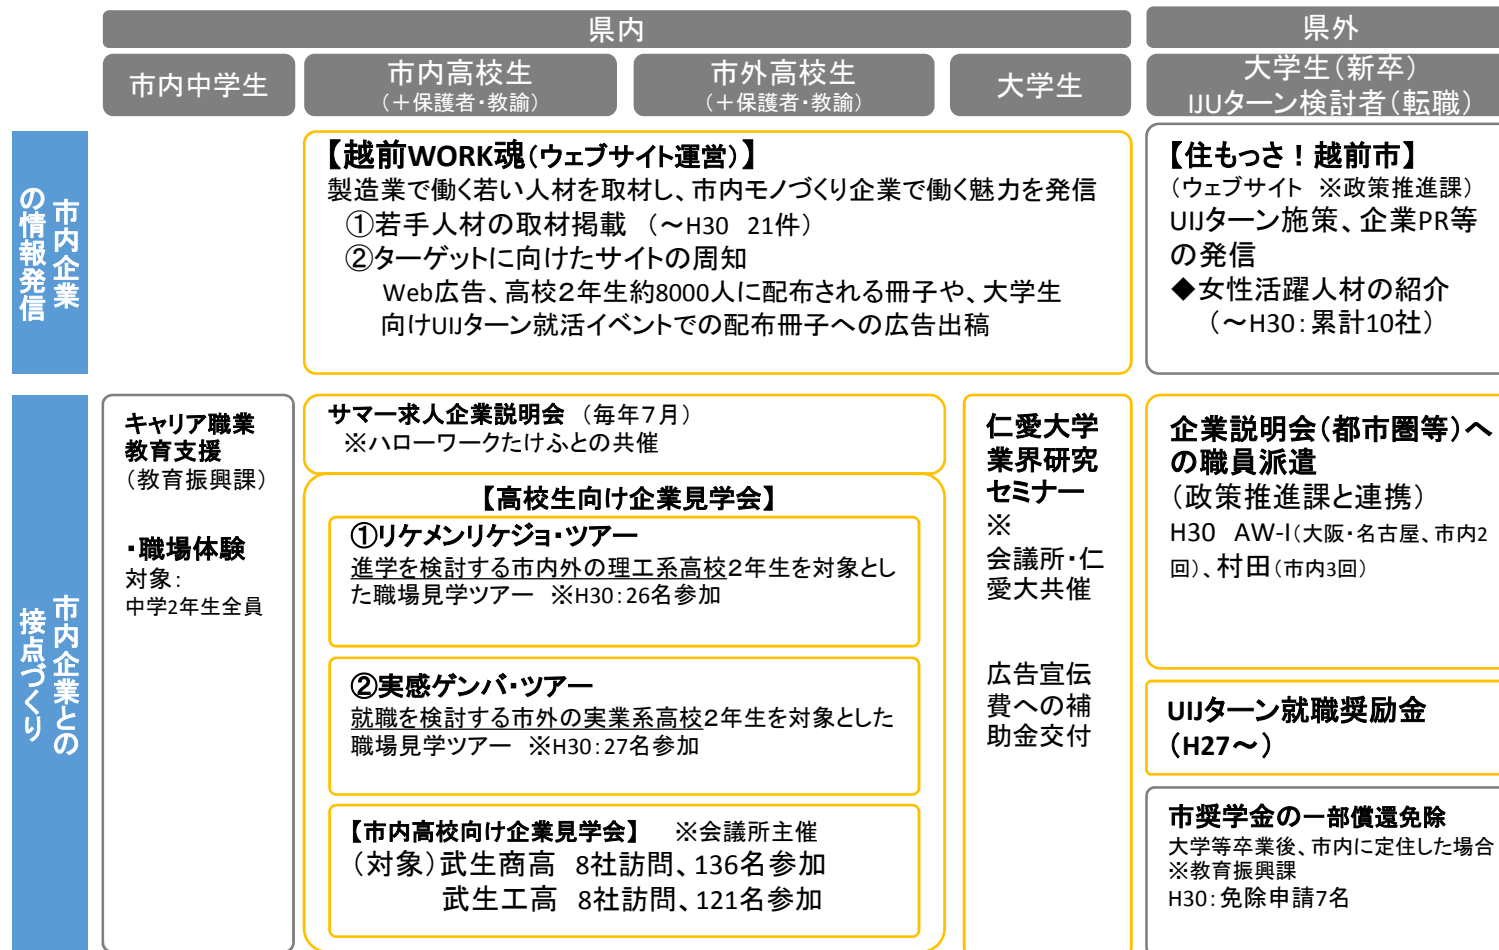 県内
県外
市内中学生
市内高校生
（＋保護者・教諭）
市外高校生
（＋保護者・教諭）
大学生
大学生（新卒）
IJUターン検討者（転職）
市内企業
の情報発信
【越前WORK魂（ウェブサイト運営）】
製造業で働く若い人材を取材し、市内モノづくり企業で働く魅力を発信
①若手人材の取材掲載　（～H30　21件）
②ターゲットに向けたサイトの周知
Web広告、高校２年生約8000人に配布される冊子や、大学生
向けUIJターン就活イベントでの配布冊子への広告出稿
【住もっさ！越前市】
（ウェブサイト　※政策推進課）
UIJターン施策、企業PR等
の発信
◆女性活躍人材の紹介
（～H30：累計10社）
市内企業との
接点づくり
キャリア職業
教育支援
（教育振興課）
・職場体験
対象：
中学2年生全員
サマー求人企業説明会　（毎年７月）
※ハローワークたけふとの共催
【高校生向け企業見学会】
①リケメンリケジョ・ツアー
進学を検討する市内外の理工系高校２年生を対象とし
た職場見学ツアー　※H30：26名参加
②実感ゲンバ・ツアー
就職を検討する市外の実業系高校２年生を対象とした
職場見学ツアー　※H30：27名参加
【市内高校向け企業見学会】　※会議所主催
（対象）武生商高　8社訪問、136名参加
武生工高　8社訪問、121名参加
仁愛大学
業界研究
セミナー
※
会議所・仁
愛大共催
広告宣伝
費への補
助金交付
企業説明会（都市圏等）へ
の職員派遣
（政策推進課と連携）
H30　AW-I（大阪・名古屋、市内2
回）、村田（市内3回）
UIJターン就職奨励金
（H27～）
市奨学金の一部償還免除
大学等卒業後、市内に定住した場合
※教育振興課
H30：免除申請7名